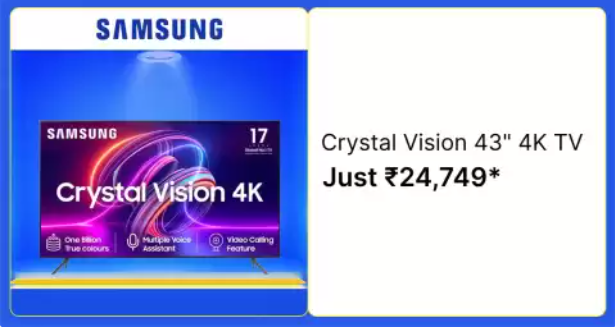 SAMSUNG
SAMSUNG
17
Crystal Vision 4K
One Billion
True colours
Multiple Voice
Assistant
Video Calling
Feature
Crystal Vision 43" 4K TV
Just ₹24,749*